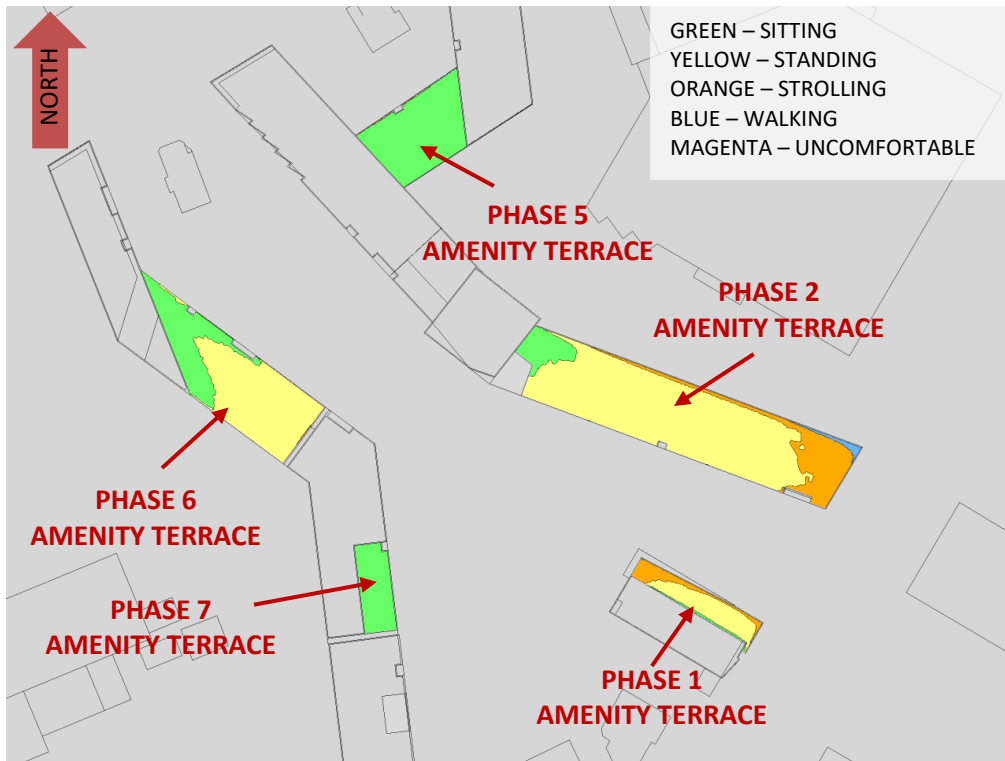 NORTH
GREEN – SITTING
YELLOW – STANDING
ORANGE – STROLLING
BLUE – WALKING
MAGENTA – UNCOMFORTABLE
PHASE 5
AMENITY TERRACE
PHASE 2
AMENITY TERRACE
PHASE 6
AMENITY TERRACE
PHASE 7
AMENITY TERRACE
PHASE 1
AMENITY TERRACE